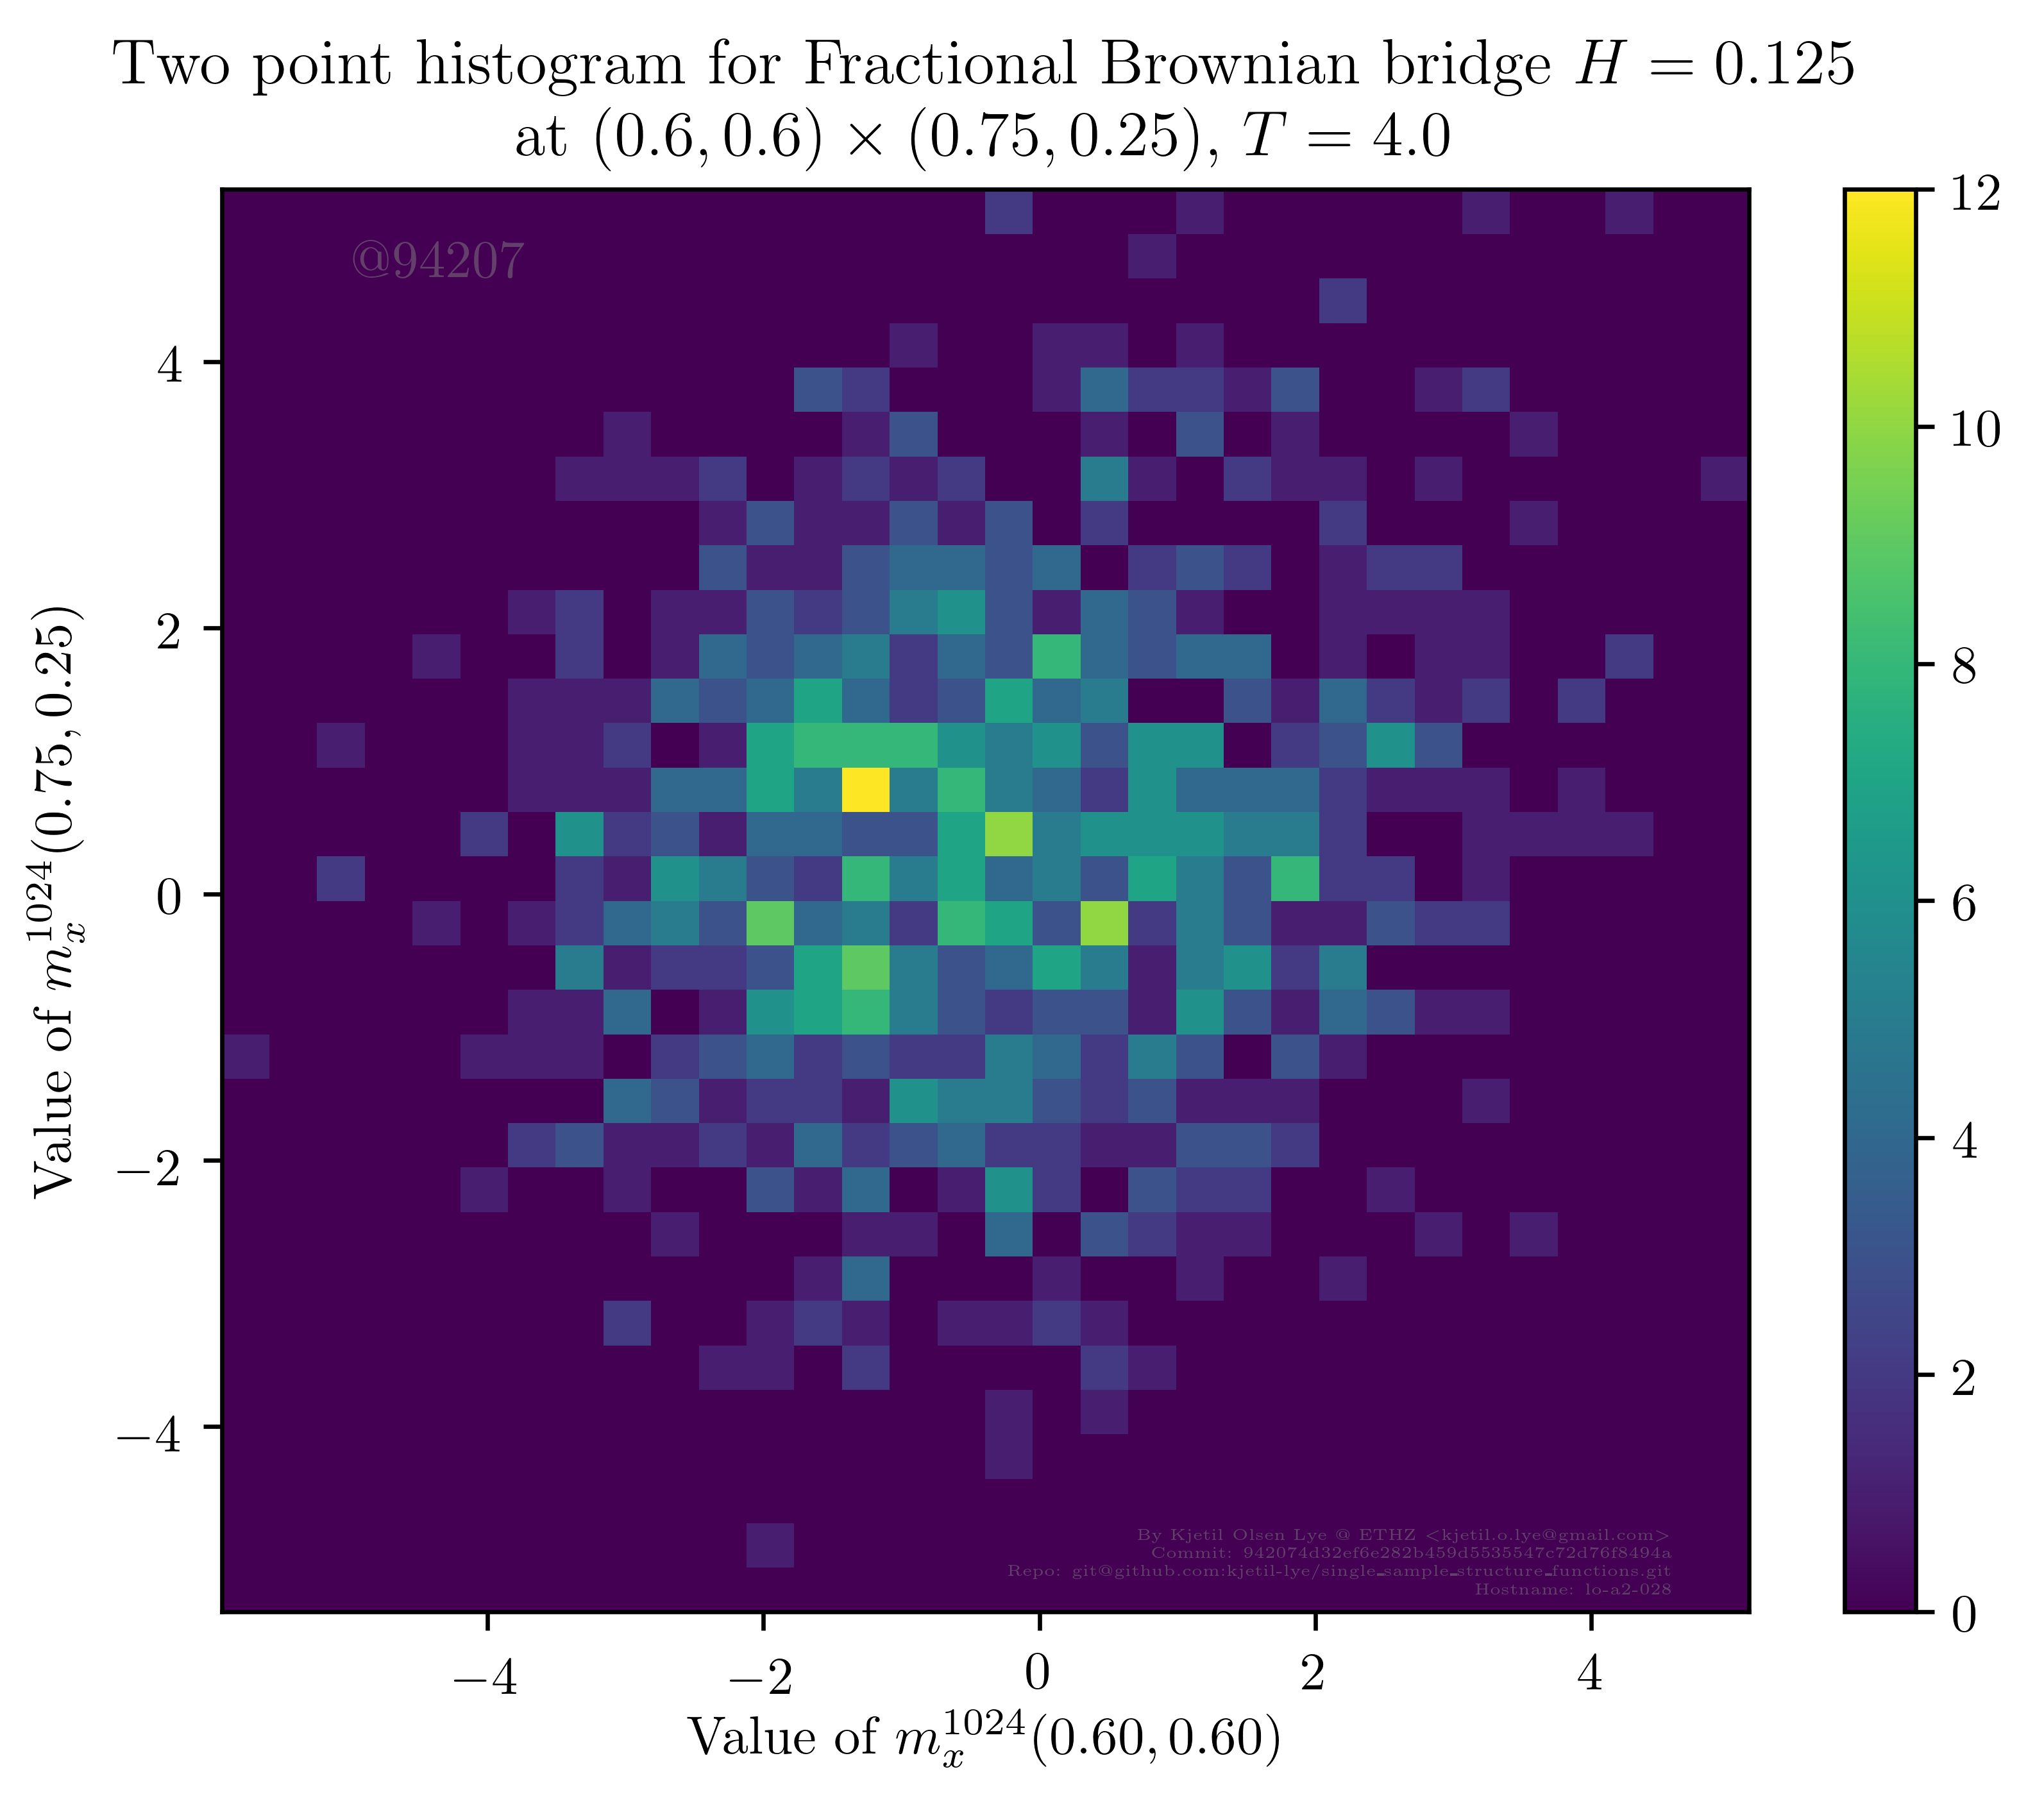 Two point histogram for Fractional Brownian bridge H = 0.125
at (0.6, 0.6) × (0.75, 0.25), T = 4.0
@94207
12
10
8
6
4
2
0
4
2
0
−2
−4
Value of m_x^1024(0.75, 0.25)
By Kjetil Olsen Lye @ ETHZ <kjetil.o.lye@gmail.com>
Commit: 942074d32ef6e282b459d5535547c72d76f8494a
Repo: git@github.com:kjetil-lye/single_sample_structure_functions.git
Hostname: lo-a2-028
−4 −2 0 2 4
Value of m_x^1024(0.60, 0.60)